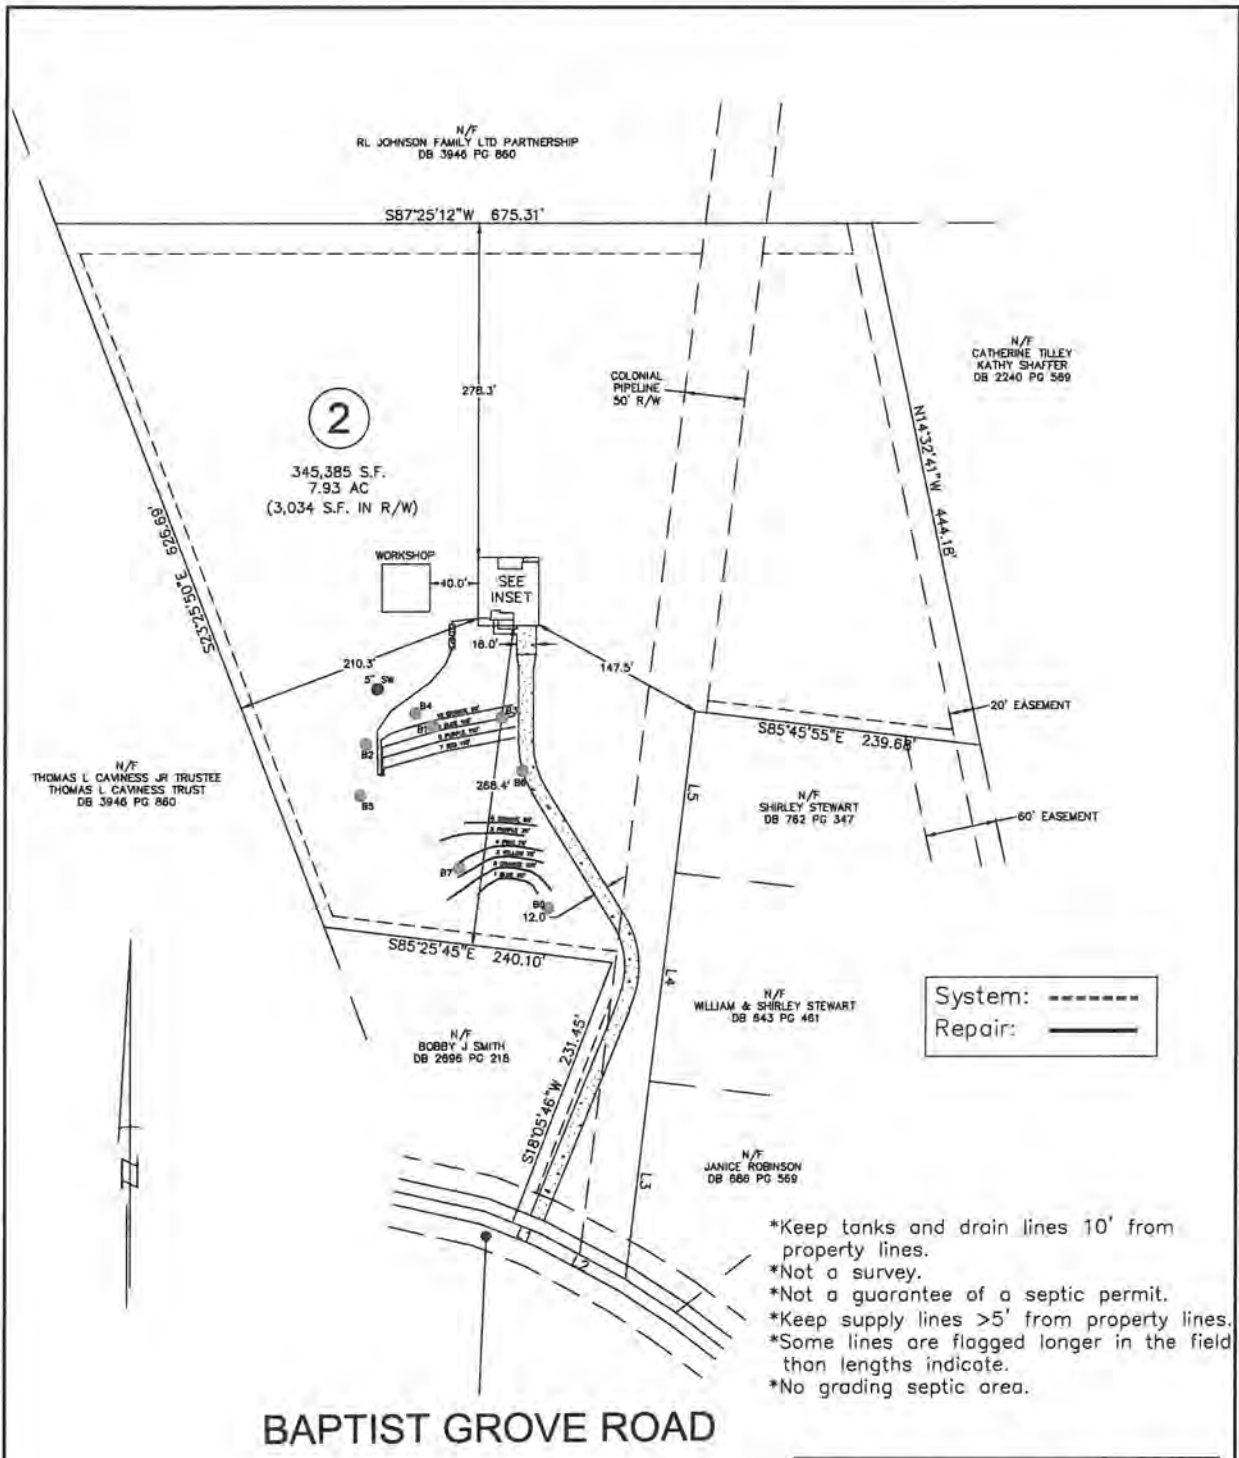 N/F
RL JOHNSON FAMILY LTD PARTNERSHIP
DB 3946 PG 860
S87°25'12"W 675.31'
N/F
CATHERINE TILLEY
KATHY SHAFFER
DB 2240 PG 569
COLONIAL
PIPELINE
50' R/W
278.3'
2
345,385 S.F.
7.93 AC
(3,034 S.F. IN R/W)
N14°32'41"W 444.18'
S23°25'50"E 626.69'
WORKSHOP
40.0'
SEE
INSET
16.0'
210.3'
147.5'
5" SW
B4
B1
B3
B2
B5
B6
268.4'
20' EASEMENT
S85°45'55"E 239.68'
N/F
THOMAS L CAVINESS JR TRUSTEE
THOMAS L CAVINESS TRUST
DB 3946 PG 860
L5
N/F
SHIRLEY STEWART
DB 762 PG 347
60' EASEMENT
B7
12.0
S85°25'45"E 240.10'
L4
N/F
WILLIAM & SHIRLEY STEWART
DB 643 PG 461
System:
Repair:
N/F
BOBBY J SMITH
DB 2696 PG 218
S18°05'46"W 231.45'
N
N/F
JANICE ROBINSON
DB 686 PG 569
L3
L1
L2
*Keep tanks and drain lines 10' from
property lines.
*Not a survey.
*Not a guarantee of a septic permit.
*Keep supply lines >5' from property lines.
*Some lines are flagged longer in the field
than lengths indicate.
*No grading septic area.
BAPTIST GROVE ROAD